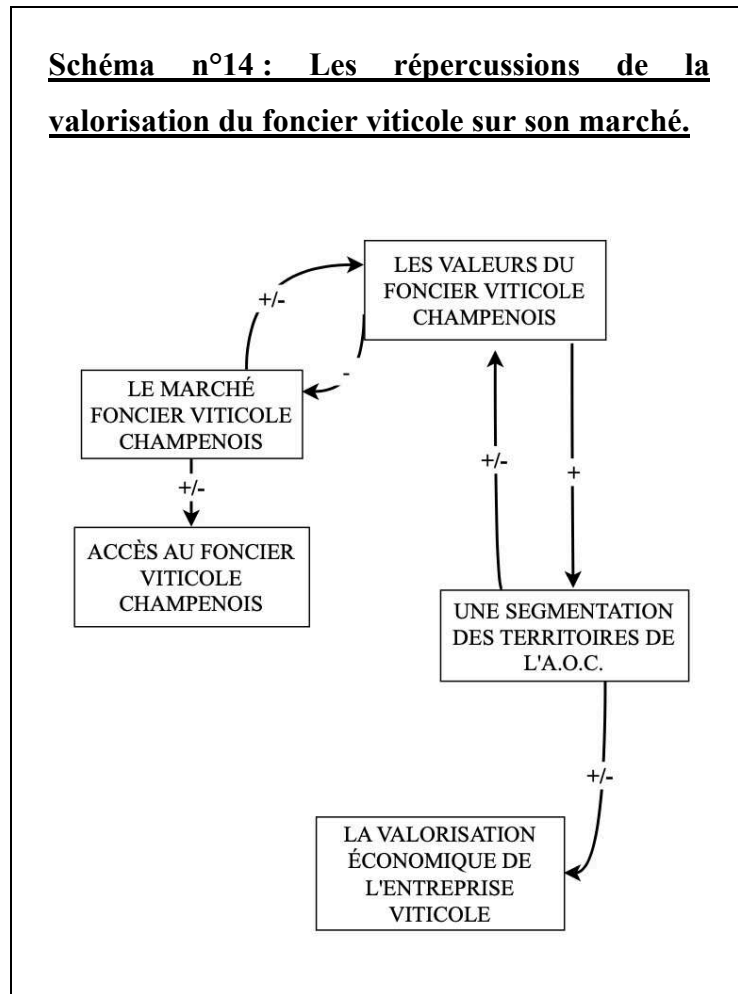 Schéma n°14 : Les répercussions de la
valorisation du foncier viticole sur son marché.
LES VALEURS DU
FONCIER VITICOLE
CHAMPENOIS
+/-
-
LE MARCHÉ
FONCIER VITICOLE
CHAMPENOIS
+/-
+/-
+
ACCÈS AU FONCIER
VITICOLE
CHAMPENOIS
UNE SEGMENTATION
DES TERRITOIRES DE
L'A.O.C.
+/-
LA VALORISATION
ÉCONOMIQUE DE
L'ENTREPRISE
VITICOLE